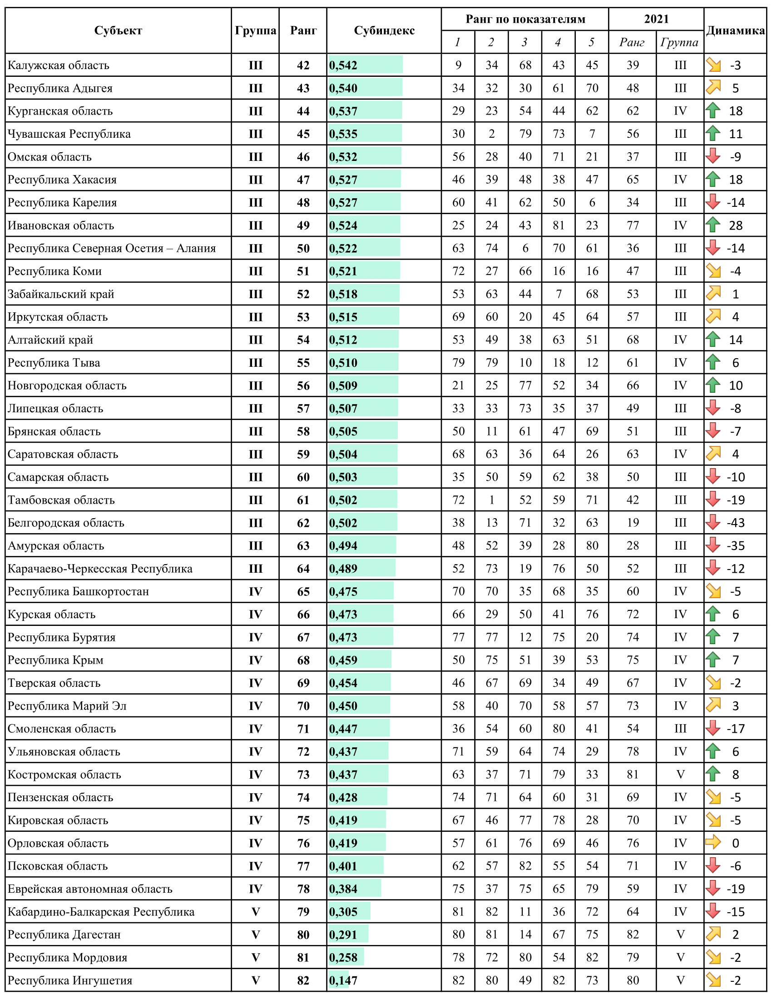 Субъект Группа Ранг Субиндекс Ранг по показателям 2021 Динамика
1 2 3 4 5 Ранг Группа
Калужская область III 42 0,542 9 34 68 43 45 39 III -3
Республика Адыгея III 43 0,540 34 32 30 61 70 48 III 5
Курганская область III 44 0,537 29 23 54 44 62 62 IV 18
Чувашская Республика III 45 0,535 30 2 79 73 7 56 III 11
Омская область III 46 0,532 56 28 40 71 21 37 III -9
Республика Хакасия III 47 0,527 46 39 48 38 47 65 IV 18
Республика Карелия III 48 0,527 60 41 62 50 6 34 III -14
Ивановская область III 49 0,524 25 24 43 81 23 77 IV 28
Республика Северная Осетия – Алания III 50 0,522 63 74 6 70 61 36 III -14
Республика Коми III 51 0,521 72 27 66 16 16 47 III -4
Забайкальский край III 52 0,518 53 63 44 7 68 53 III 1
Иркутская область III 53 0,515 69 60 20 45 64 57 III 4
Алтайский край III 54 0,512 53 49 38 63 51 68 IV 14
Республика Тыва III 55 0,510 79 79 10 18 12 61 IV 6
Новгородская область III 56 0,509 21 25 77 52 34 66 IV 10
Липецкая область III 57 0,507 33 33 73 35 37 49 III -8
Брянская область III 58 0,505 50 11 61 47 69 51 III -7
Саратовская область III 59 0,504 68 63 36 64 26 63 IV 4
Самарская область III 60 0,503 35 50 59 62 38 50 III -10
Тамбовская область III 61 0,502 72 1 52 59 71 42 III -19
Белгородская область III 62 0,502 38 13 71 32 63 19 III -43
Амурская область III 63 0,494 48 52 39 28 80 28 III -35
Карачаево-Черкесская Республика III 64 0,489 52 73 19 76 50 52 III -12
Республика Башкортостан IV 65 0,475 70 70 35 68 35 60 IV -5
Курская область IV 66 0,473 66 29 50 41 76 72 IV 6
Республика Бурятия IV 67 0,473 77 77 12 75 20 74 IV 7
Республика Крым IV 68 0,459 50 75 51 39 53 75 IV 7
Тверская область IV 69 0,454 46 67 69 34 49 67 IV -2
Республика Марий Эл IV 70 0,450 58 40 70 58 57 73 IV 3
Смоленская область IV 71 0,447 36 54 60 80 41 54 III -17
Ульяновская область IV 72 0,437 71 59 64 74 29 78 IV 6
Костромская область IV 73 0,437 63 37 71 79 33 81 V 8
Пензенская область IV 74 0,428 74 71 64 60 31 69 IV -5
Кировская область IV 75 0,419 67 46 77 78 28 70 IV -5
Орловская область IV 76 0,419 57 61 76 69 46 76 IV 0
Псковская область IV 77 0,401 62 57 82 55 54 71 IV -6
Еврейская автономная область IV 78 0,384 75 37 75 65 79 59 IV -19
Кабардино-Балкарская Республика V 79 0,305 81 82 11 36 72 64 IV -15
Республика Дагестан V 80 0,291 80 81 14 67 75 82 V 2
Республика Мордовия V 81 0,258 78 72 80 54 82 79 V -2
Республика Ингушетия V 82 0,147 82 80 49 82 73 80 V -2